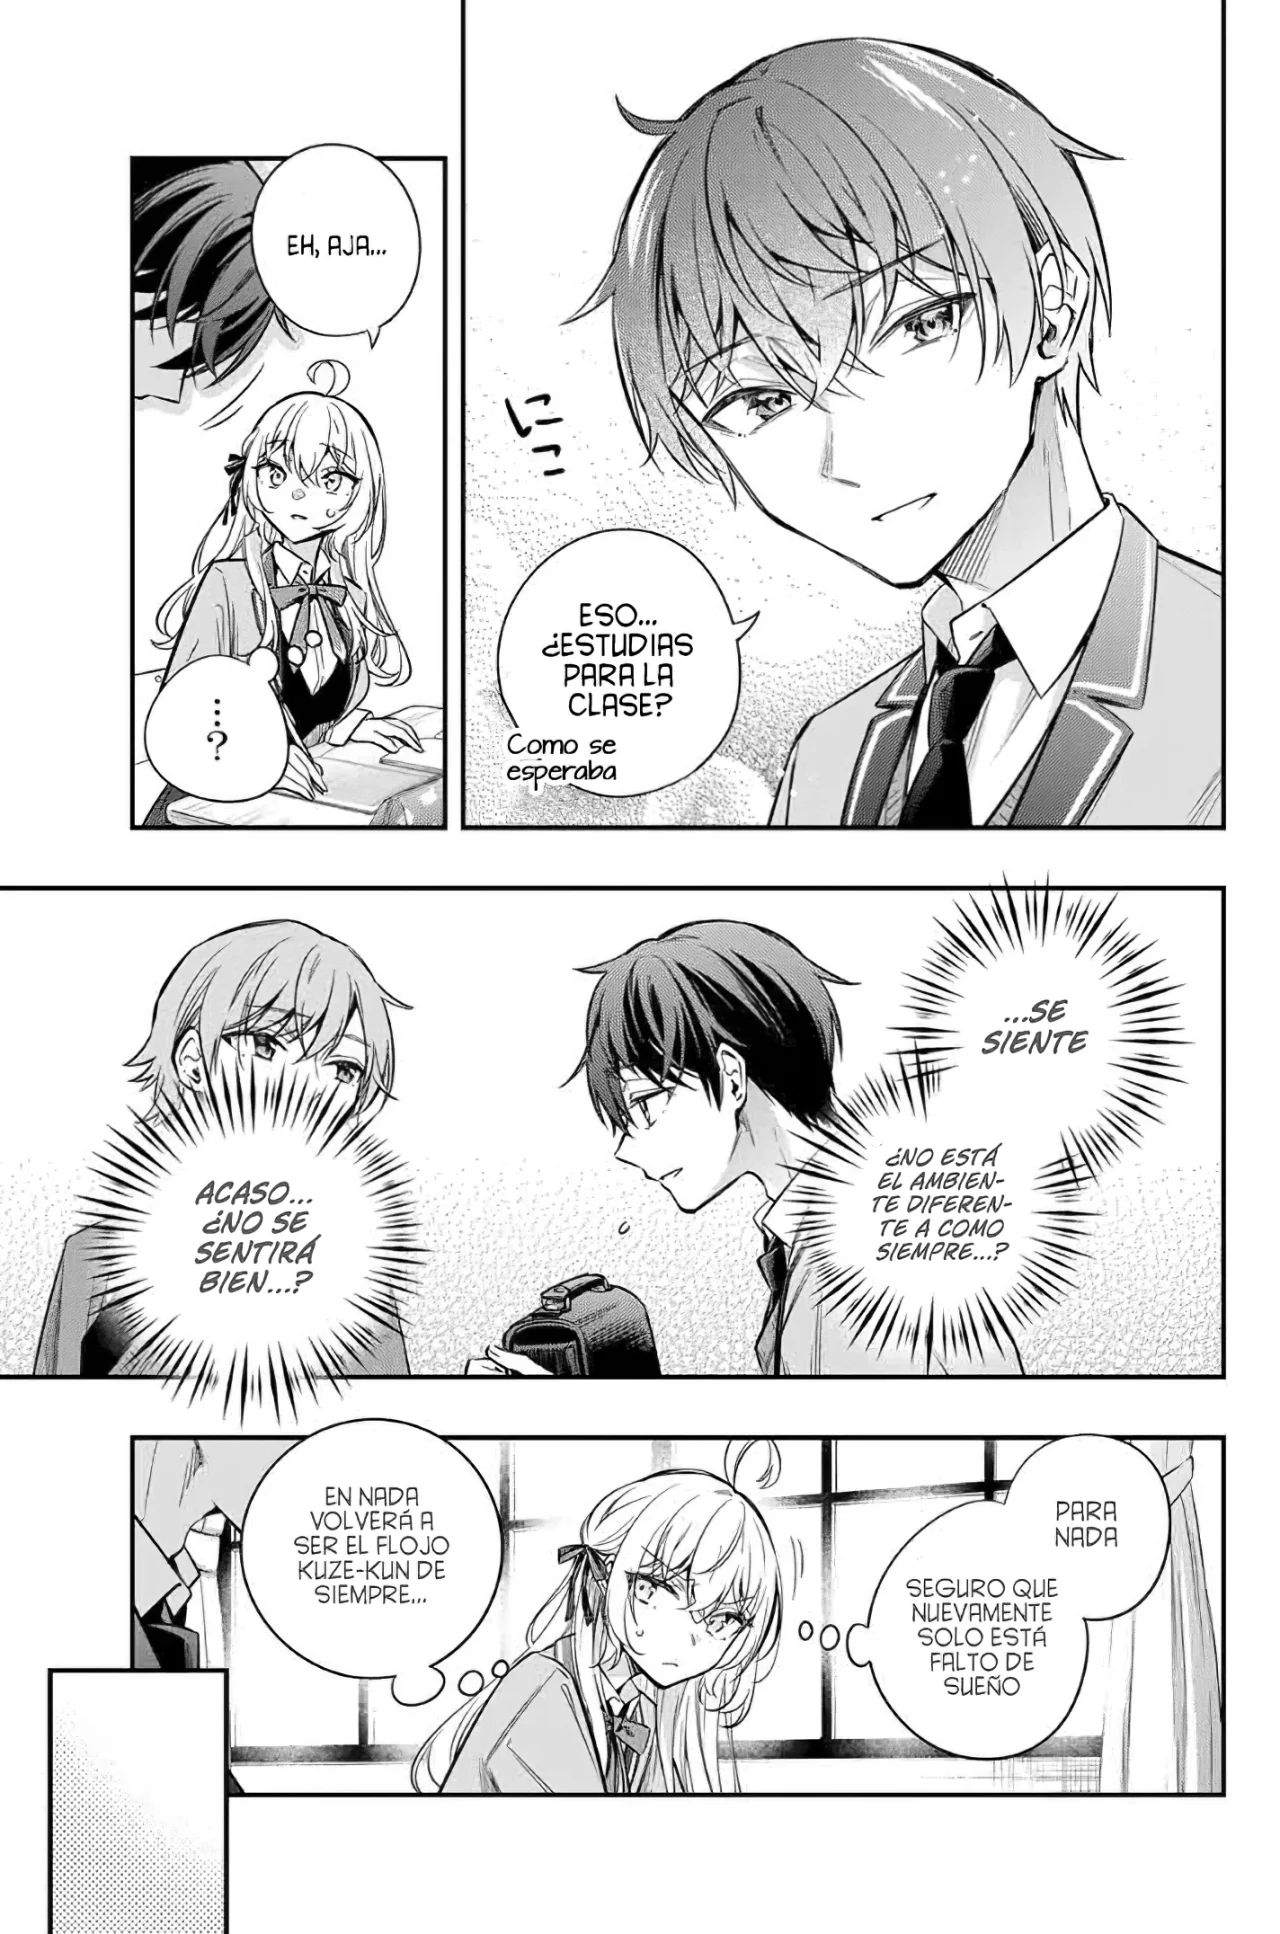 にこ
ESO...
¿ESTUDIAS
PARA LA
CLASE?
Como se
esperaba
EH, AJA...
....?
...SE
SIENTE
¿NO ESTÁ
EL AMBIEN-
TE DIFEREN-
TE A COMO
SIEMPRE...?
ACASO...
¿NO SE
SENTIRÁ
BIEN...?
PARA
NADA
SEGURO QUE
NUEVAMENTE
SOLO ESTÁ
FALTO DE
SUEÑO
EN NADA
VOLVERÁ A
SER EL FLOJO
KUZE-KUN DE
SIEMPRE...